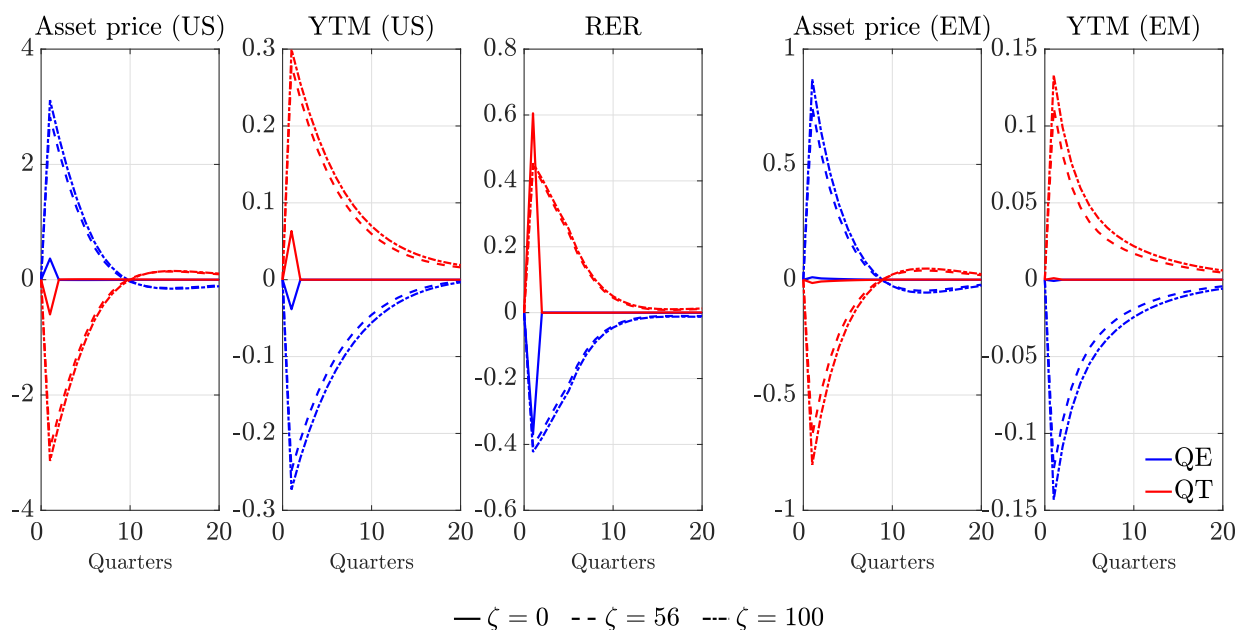 Asset price (US) YTM (US) RER Asset price (EM) YTM (EM)
4 0.3 0.8 1 0.15
0.6
0.2 0.1
2 0.5
0.4
0.1 0.05
0.2
0 0 0 0 0
-0.1 -0.05
-0.2
-2 -0.5
-0.2 -0.4 -0.1
QE
QT
-4 -0.3 -0.6 -1 -0.15
0 10 20 0 10 20 0 10 20 0 10 20 0 10 20
Quarters Quarters Quarters Quarters Quarters
ζ = 0 ζ = 56 ζ = 100